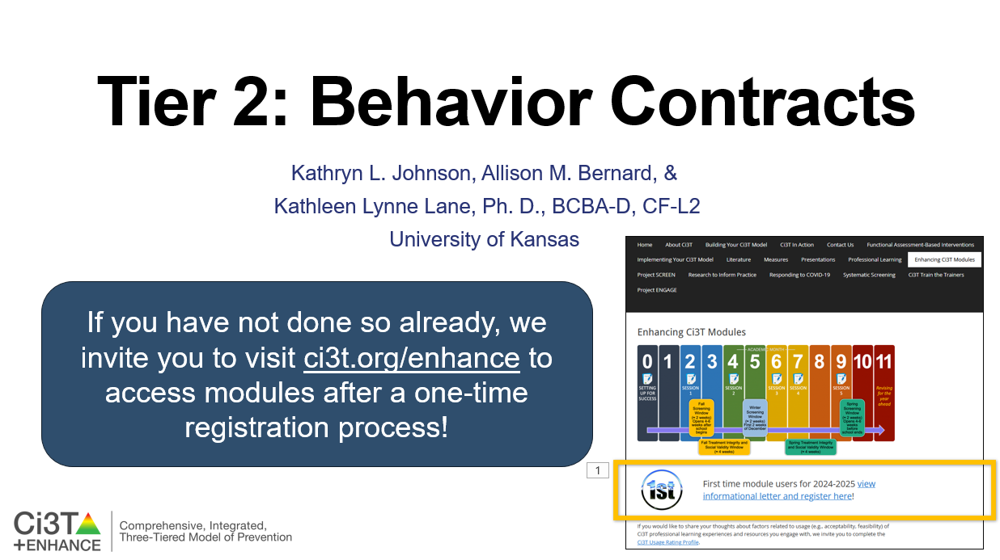 Tier 2: Behavior Contracts
Kathryn L. Johnson, Allison M. Bernard, &
Kathleen Lynne Lane, Ph. D., BCBA-D, CF-L2
University of Kansas
If you have not done so already, we
invite you to visit ci3t.org/enhance to
access modules after a one-time
registration process!
Home About Ci3T Building Your Ci3T Model Ci3T In Action Contact Us Functional Assessment-Based Interventions
Implementing Your Ci3T Model Literature Measures Presentations Professional Learning Enhancing Ci3T Modules
Project SCREEN Research to Inform Practice Responding to COVID-19 Systematic Screening Ci3T Train the Trainers
Project ENGAGE
Enhancing Ci3T Modules
ACADEMIC MONTH
0 1 2 3 4 5 6 7 8 9 10 11
SETTING
UP FOR
SUCCESS
SESSION
1
SESSION
2
SESSION
3
SESSION
4
SESSION
5
Revising
for the
year
ahead
Fall
Screening
Window
(≈ 2 weeks)
Opens 4-6
weeks after
school
begins
Winter
Screening
Window
(≈ 2 weeks)
First 2 weeks
of December
Spring
Screening
Window
(≈ 2 weeks)
Opens 4-6
weeks
before
school ends
Fall Treatment Integrity and
Social Validity Window
(≈ 4 weeks)
Spring Treatment Integrity
and Social Validity Window
(≈ 4 weeks)
1
1st
First time module users for 2024-2025 view
informational letter and register here!
If you would like to share your thoughts about factors related to usage (e.g., acceptability, feasibility) of
Ci3T professional learning experiences and resources you engage with, we invite you to complete the
Ci3T Usage Rating Profile.
Ci3T
+ENHANCE
Comprehensive, Integrated,
Three-Tiered Model of Prevention